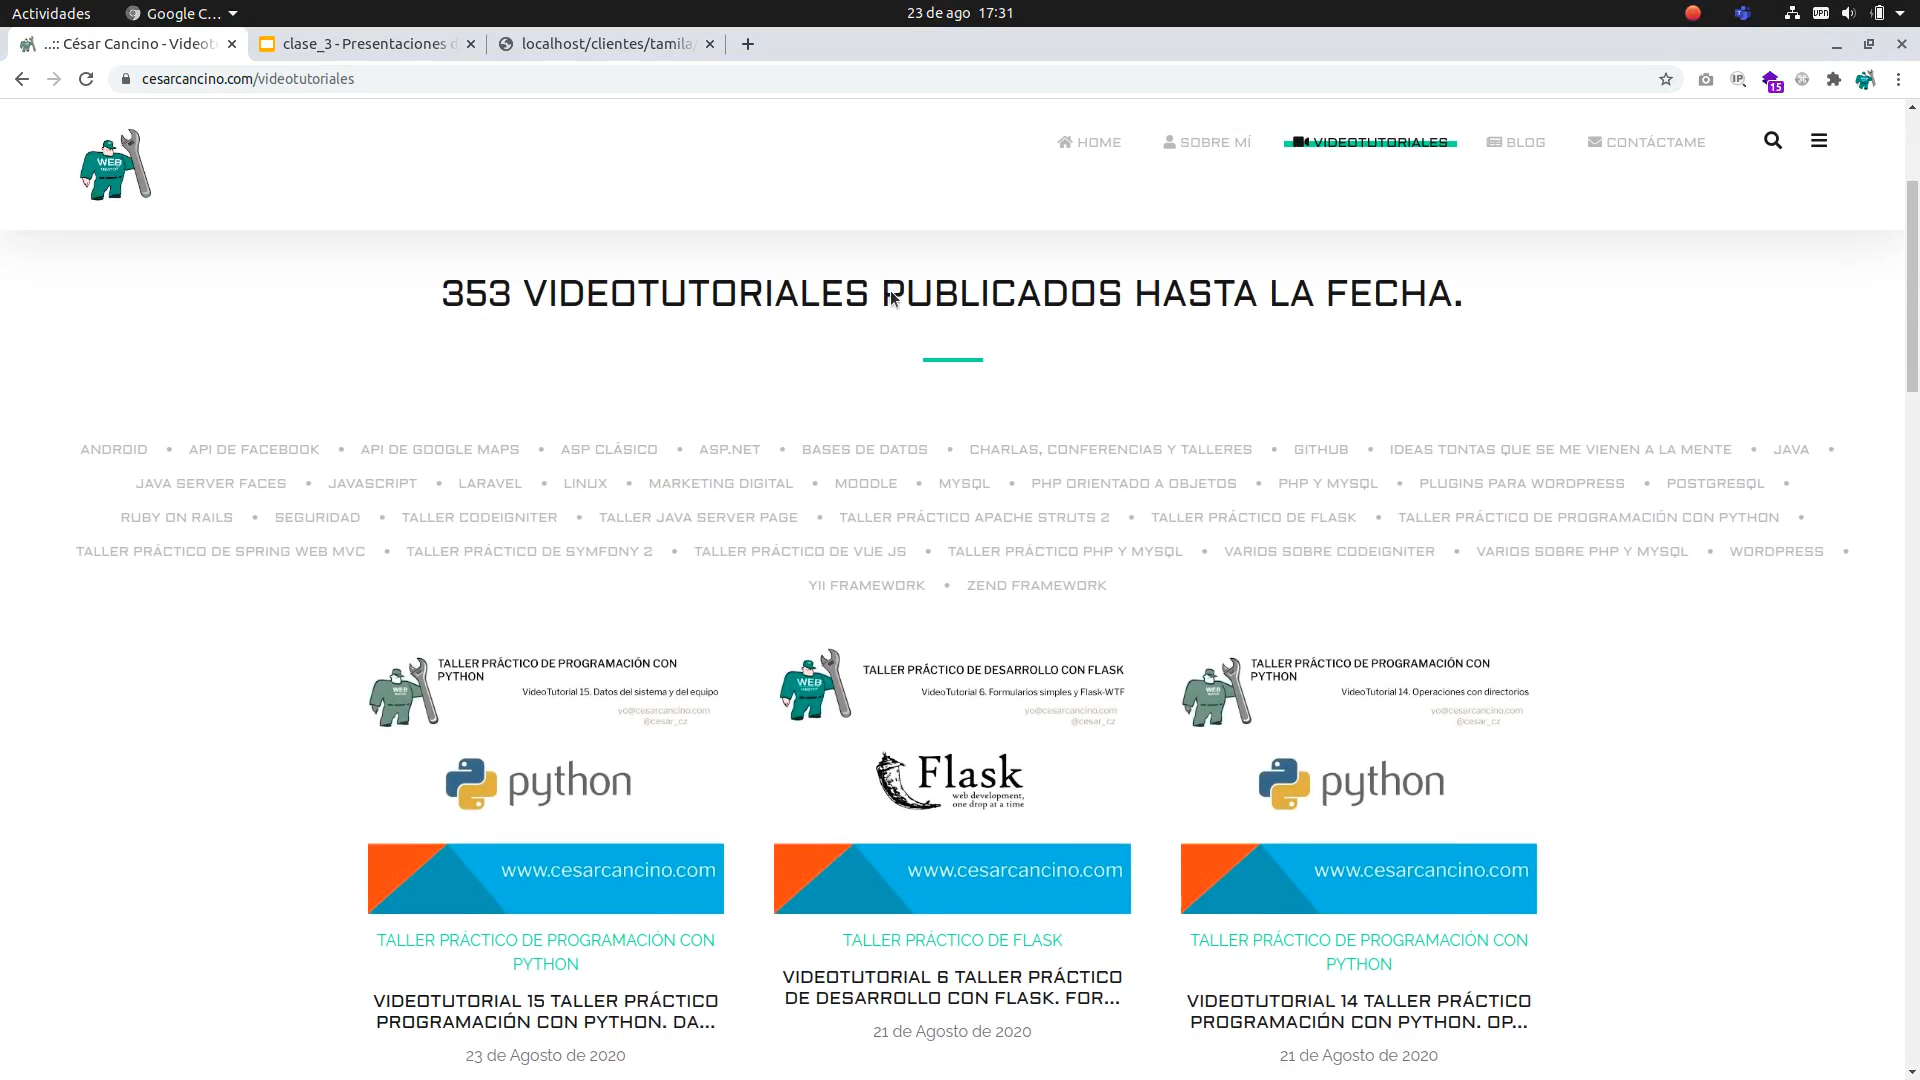 Actividades Google C... 23 de ago 17:31 VPN
..:: César Cancino - Videot clase_3 - Presentaciones d localhost/clientes/tamila/
cesarcancino.com/videotutoriales IP 15
HOME SOBRE MÍ VIDEOTUTORIALES BLOG CONTÁCTAME
WEB
353 VIDEOTUTORIALES PUBLICADOS HASTA LA FECHA.
ANDROID • API DE FACEBOOK • API DE GOOGLE MAPS • ASP CLÁSICO • ASP.NET • BASES DE DATOS • CHARLAS, CONFERENCIAS Y TALLERES • GITHUB • IDEAS TONTAS QUE SE ME VIENEN A LA MENTE • JAVA •
JAVA SERVER FACES • JAVASCRIPT • LARAVEL • LINUX • MARKETING DIGITAL • MOODLE • MYSQL • PHP ORIENTADO A OBJETOS • PHP Y MYSQL • PLUGINS PARA WORDPRESS • POSTGRESQL •
RUBY ON RAILS • SEGURIDAD • TALLER CODEIGNITER • TALLER JAVA SERVER PAGE • TALLER PRÁCTICO APACHE STRUTS 2 • TALLER PRÁCTICO DE FLASK • TALLER PRÁCTICO DE PROGRAMACIÓN CON PYTHON •
TALLER PRÁCTICO DE SPRING WEB MVC • TALLER PRÁCTICO DE SYMFONY 2 • TALLER PRÁCTICO DE VUE JS • TALLER PRÁCTICO PHP Y MYSQL • VARIOS SOBRE CODEIGNITER • VARIOS SOBRE PHP Y MYSQL • WORDPRESS •
YII FRAMEWORK • ZEND FRAMEWORK
TALLER PRÁCTICO DE PROGRAMACIÓN CON
PYTHON
VideoTutorial 15. Datos del sistema y del equipo
yo@cesarcancino.com
@cesar_cz
WEB
python
www.cesarcancino.com
TALLER PRÁCTICO DE PROGRAMACIÓN CON
PYTHON
VIDEOTUTORIAL 15 TALLER PRÁCTICO
PROGRAMACIÓN CON PYTHON. DA...
23 de Agosto de 2020
TALLER PRÁCTICO DE DESARROLLO CON FLASK
VideoTutorial 6. Formularios simples y Flask-WTF
yo@cesarcancino.com
@cesar_cz
WEB
Flask
web development,
one drop at a time
www.cesarcancino.com
TALLER PRÁCTICO DE FLASK
VIDEOTUTORIAL 6 TALLER PRÁCTICO
DE DESARROLLO CON FLASK. FOR...
21 de Agosto de 2020
TALLER PRÁCTICO DE PROGRAMACIÓN CON
PYTHON
VideoTutorial 14. Operaciones con directorios
yo@cesarcancino.com
@cesar_cz
WEB
python
www.cesarcancino.com
TALLER PRÁCTICO DE PROGRAMACIÓN CON
PYTHON
VIDEOTUTORIAL 14 TALLER PRÁCTICO
PROGRAMACIÓN CON PYTHON. OP...
21 de Agosto de 2020